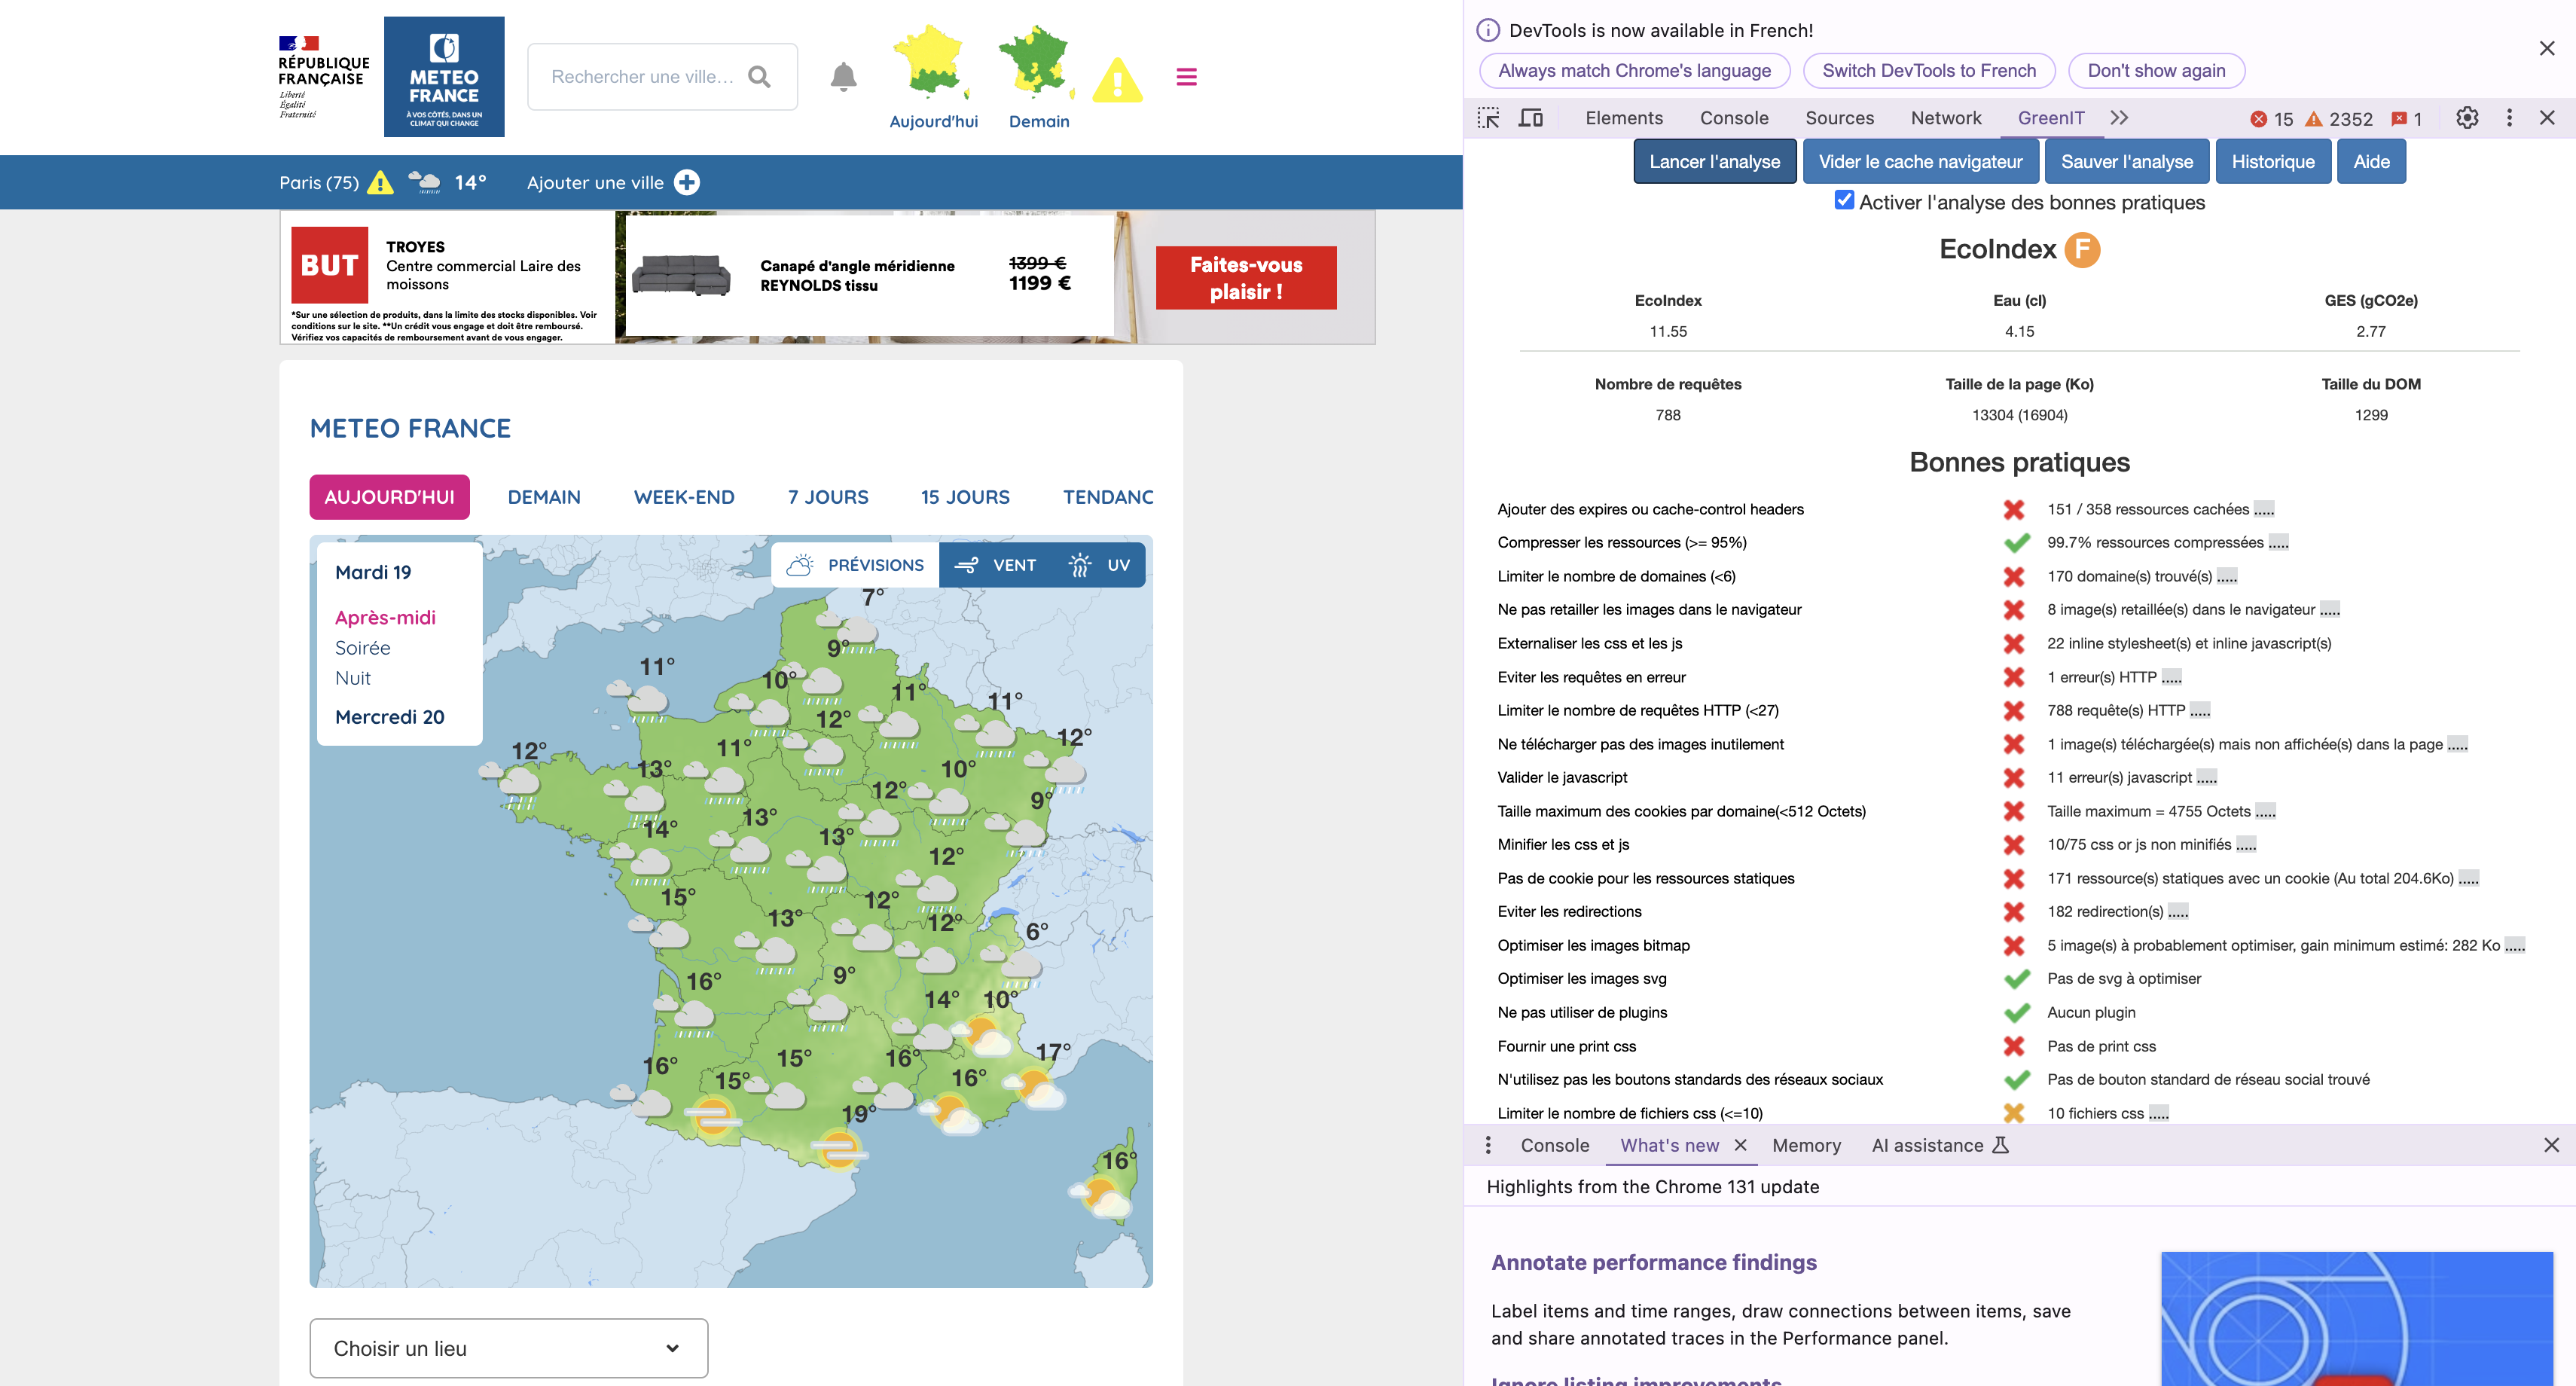 RÉPUBLIQUE
FRANÇAISE
Liberté
Égalité
Fraternité
METEO
FRANCE
À VOS CÔTÉS, DANS UN
CLIMAT QUI CHANGE
Rechercher une ville...
Aujourd'hui
Demain
Paris (75)
14°
Ajouter une ville
BUT
TROYES
Centre commercial Laire des
moissons
*Sur une sélection de produits, dans la limite des stocks disponibles. Voir
conditions sur le site. **Un crédit vous engage et doit être remboursé.
Vérifiez vos capacités de remboursement avant de vous engager.
Canapé d'angle méridienne
REYNOLDS tissu
1399 €
1199 €
Faites-vous
plaisir !
METEO FRANCE
AUJOURD'HUI
DEMAIN
WEEK-END
7 JOURS
15 JOURS
TENDANC
Mardi 19
Après-midi
Soirée
Nuit
Mercredi 20
PRÉVISIONS
VENT
UV
7°
9°
11°
10°
11°
11°
12°
12°
12°
11°
13°
10°
12°
9°
14°
13°
13°
12°
15°
13°
12°
12°
6°
16°
9°
14°
10°
16°
15°
15°
16°
16°
17°
19°
16°
Choisir un lieu
DevTools is now available in French!
Always match Chrome's language
Switch DevTools to French
Don't show again
Elements
Console
Sources
Network
GreenIT
15
2352
1
Lancer l'analyse
Vider le cache navigateur
Sauver l'analyse
Historique
Aide
Activer l'analyse des bonnes pratiques
EcoIndex F
EcoIndex Eau (cl) GES (gCO2e)
11.55 4.15 2.77
Nombre de requêtes Taille de la page (Ko) Taille du DOM
788 13304 (16904) 1299
Bonnes pratiques
Ajouter des expires ou cache-control headers 151 / 358 ressources cachées .....
Compresser les ressources (>= 95%) 99.7% ressources compressées .....
Limiter le nombre de domaines (<6) 170 domaine(s) trouvé(s) .....
Ne pas retailler les images dans le navigateur 8 image(s) retaillée(s) dans le navigateur .....
Externaliser les css et les js 22 inline stylesheet(s) et inline javascript(s)
Eviter les requêtes en erreur 1 erreur(s) HTTP .....
Limiter le nombre de requêtes HTTP (<27) 788 requête(s) HTTP .....
Ne télécharger pas des images inutilement 1 image(s) téléchargée(s) mais non affichée(s) dans la page .....
Valider le javascript 11 erreur(s) javascript .....
Taille maximum des cookies par domaine(<512 Octets) Taille maximum = 4755 Octets .....
Minifier les css et js 10/75 css or js non minifiés .....
Pas de cookie pour les ressources statiques 171 ressource(s) statiques avec un cookie (Au total 204.6Ko) .....
Eviter les redirections 182 redirection(s) .....
Optimiser les images bitmap 5 image(s) à probablement optimiser, gain minimum estimé: 282 Ko .....
Optimiser les images svg Pas de svg à optimiser
Ne pas utiliser de plugins Aucun plugin
Fournir une print css Pas de print css
N'utilisez pas les boutons standards des réseaux sociaux Pas de bouton standard de réseau social trouvé
Limiter le nombre de fichiers css (<=10) 10 fichiers css .....
Console
What's new
Memory
AI assistance
Highlights from the Chrome 131 update
Annotate performance findings
Label items and time ranges, draw connections between items, save
and share annotated traces in the Performance panel.
Ignore listing improvements